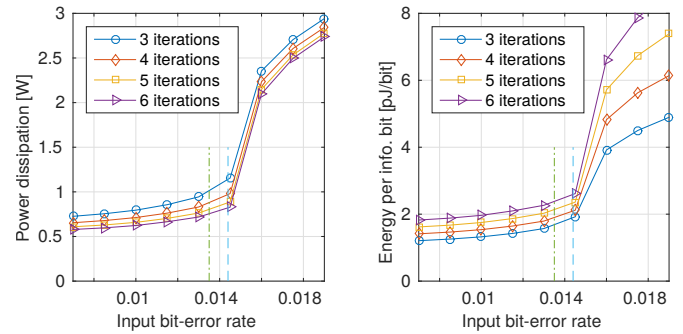 Power dissipation [W]
3
2.5
2
1.5
1
0.5
0
3 iterations
4 iterations
5 iterations
6 iterations
0.01
0.014
0.018
Input bit-error rate
Energy per info. bit [pJ/bit]
8
6
4
2
0
3 iterations
4 iterations
5 iterations
6 iterations
0.01
0.014
0.018
Input bit-error rate